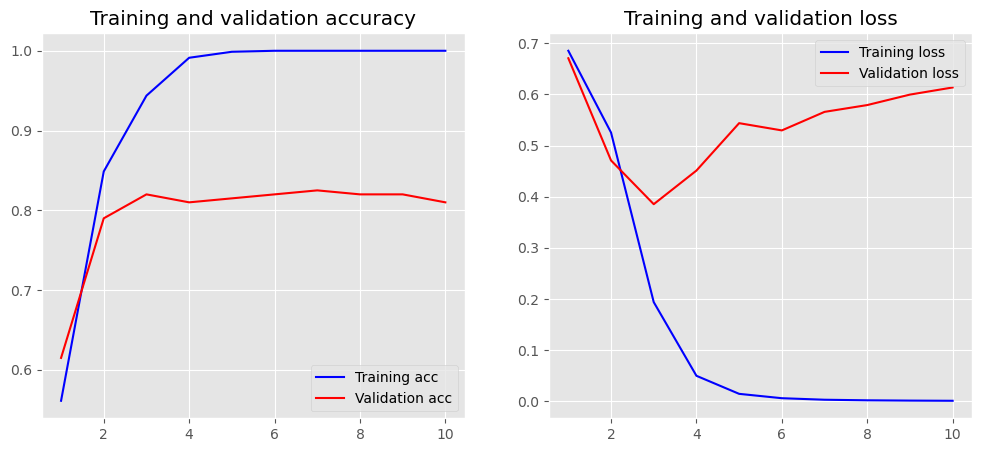 Training and validation accuracy
1.0
0.9
0.8
0.7
0.6
2 4 6 8 10
Training acc
Validation acc
Training and validation loss
0.7
0.6
0.5
0.4
0.3
0.2
0.1
0.0
2 4 6 8 10
Training loss
Validation loss